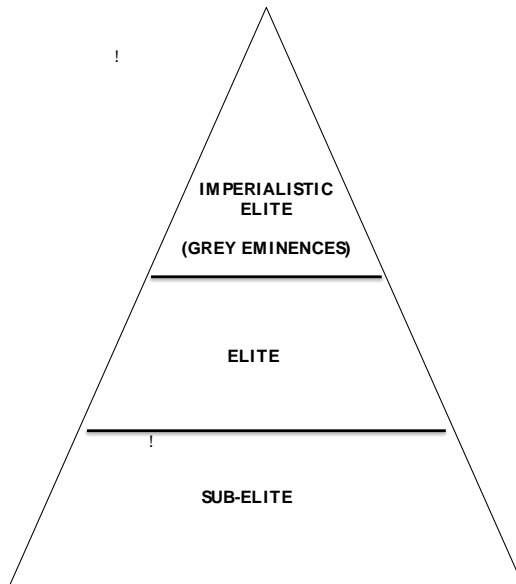 !
IMPERIALISTIC
ELITE
(GREY EMINENCES)
ELITE
!
SUB-ELITE